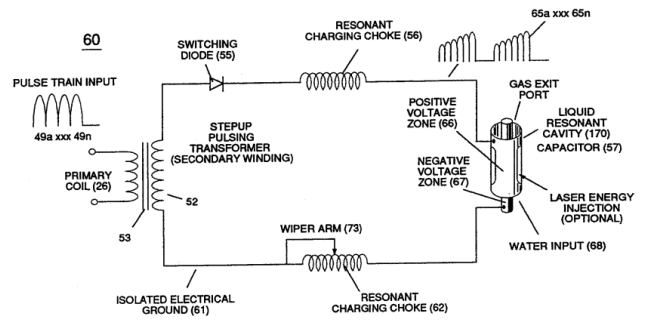 60
65a xxx 65n
RESONANT
CHARGING CHOKE (56)
SWITCHING
DIODE (55)
GAS EXIT
PORT
PULSE TRAIN INPUT
49a xxx 49n
POSITIVE
VOLTAGE
ZONE (66)
LIQUID
RESONANT
CAVITY (170)
CAPACITOR (57)
STEPUP
PULSING
TRANSFORMER
(SECONDARY WINDING)
NEGATIVE
VOLTAGE
ZONE (67)
PRIMARY
COIL (26)
52
53
LASER ENERGY
INJECTION
(OPTIONAL)
WIPER ARM (73)
WATER INPUT (68)
ISOLATED ELECTRICAL
GROUND (61)
RESONANT
CHARGING CHOKE (62)